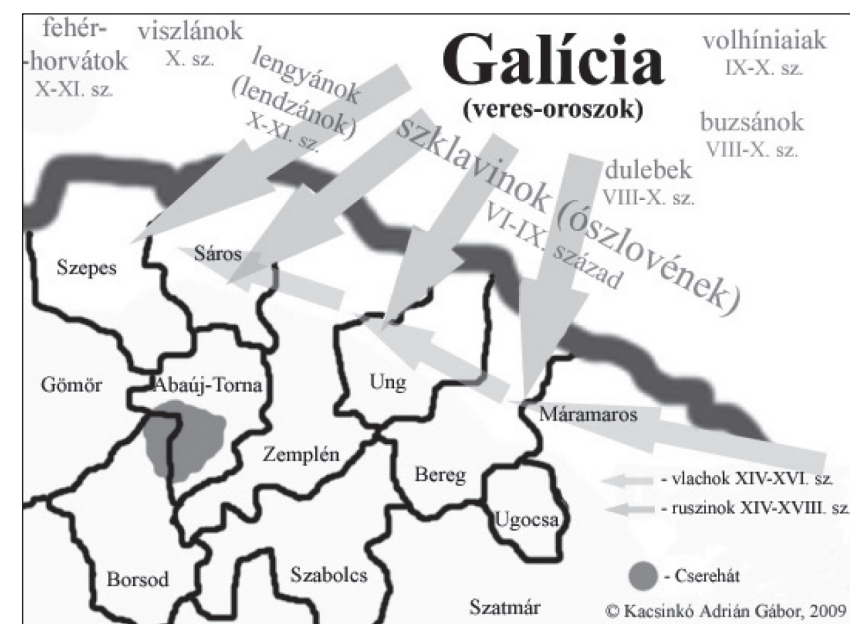 fehér-
-horvátok
X-XI. sz.
viszlánok
X. sz.
lengyánok
(lendzánok)
X-XI. sz.
Galícia
(veres-oroszok)
volhíniaiak
IX-X. sz.
buzsánok
VIII-X. sz.
dulebek
VIII-X. sz.
szklavinok (ószlovének)
VI-IX. század
Szepes
Sáros
Gömör
Abaúj-Torna
Ung
Máramaros
Zemplén
Bereg
Ugocsa
Borsod
Szabolcs
Szatmár
- vlachok XIV-XVI. sz.
- ruszinok XIV-XVIII. sz.
- Cserehát
© Kacsinkó Adrián Gábor, 2009